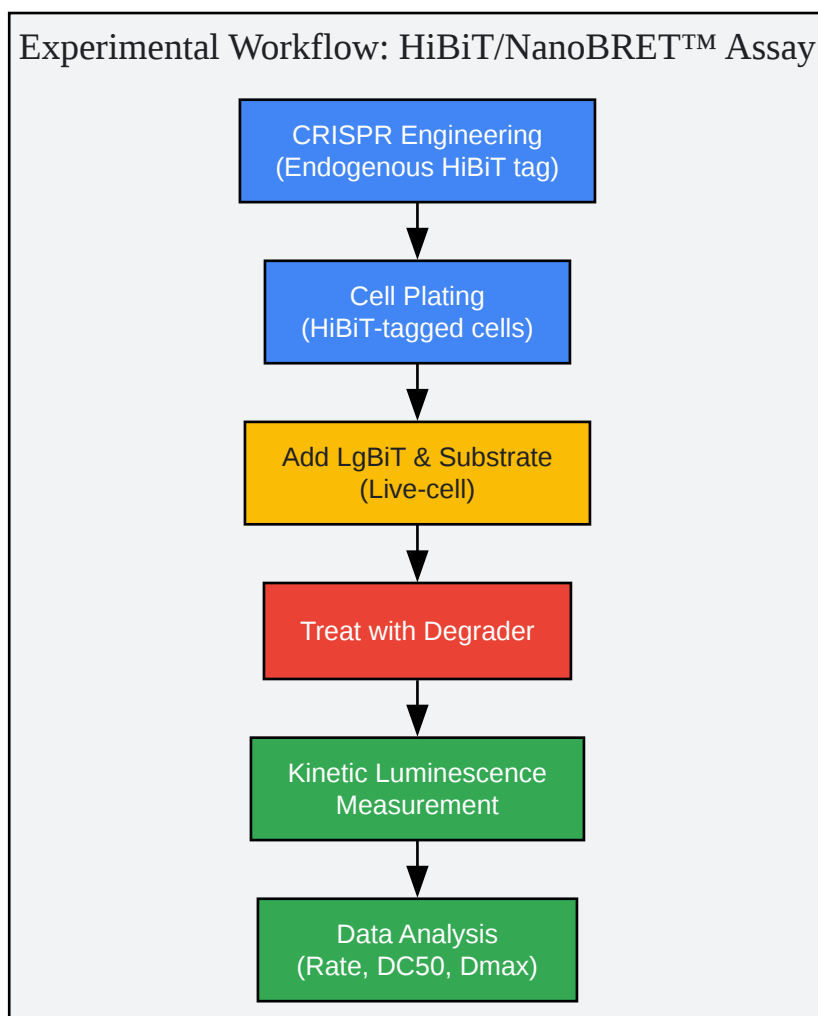 Experimental Workflow: HiBiT/NanoBRET™ Assay
CRISPR Engineering
(Endogenous HiBiT tag)
Cell Plating
(HiBiT-tagged cells)
Add LgBiT & Substrate
(Live-cell)
Treat with Degrader
Kinetic Luminescence
Measurement
Data Analysis
(Rate, DC50, Dmax)